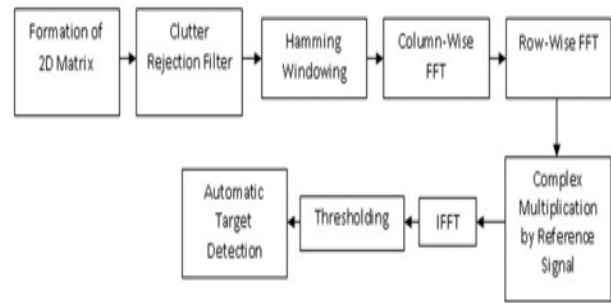 Formation of
2D Matrix
Clutter
Rejection Filter
Hamming
Windowing
Column-Wise
FFT
Row-Wise FFT
Complex
Multiplication
by Reference
Signal
IFFT
Thresholding
Automatic
Target
Detection